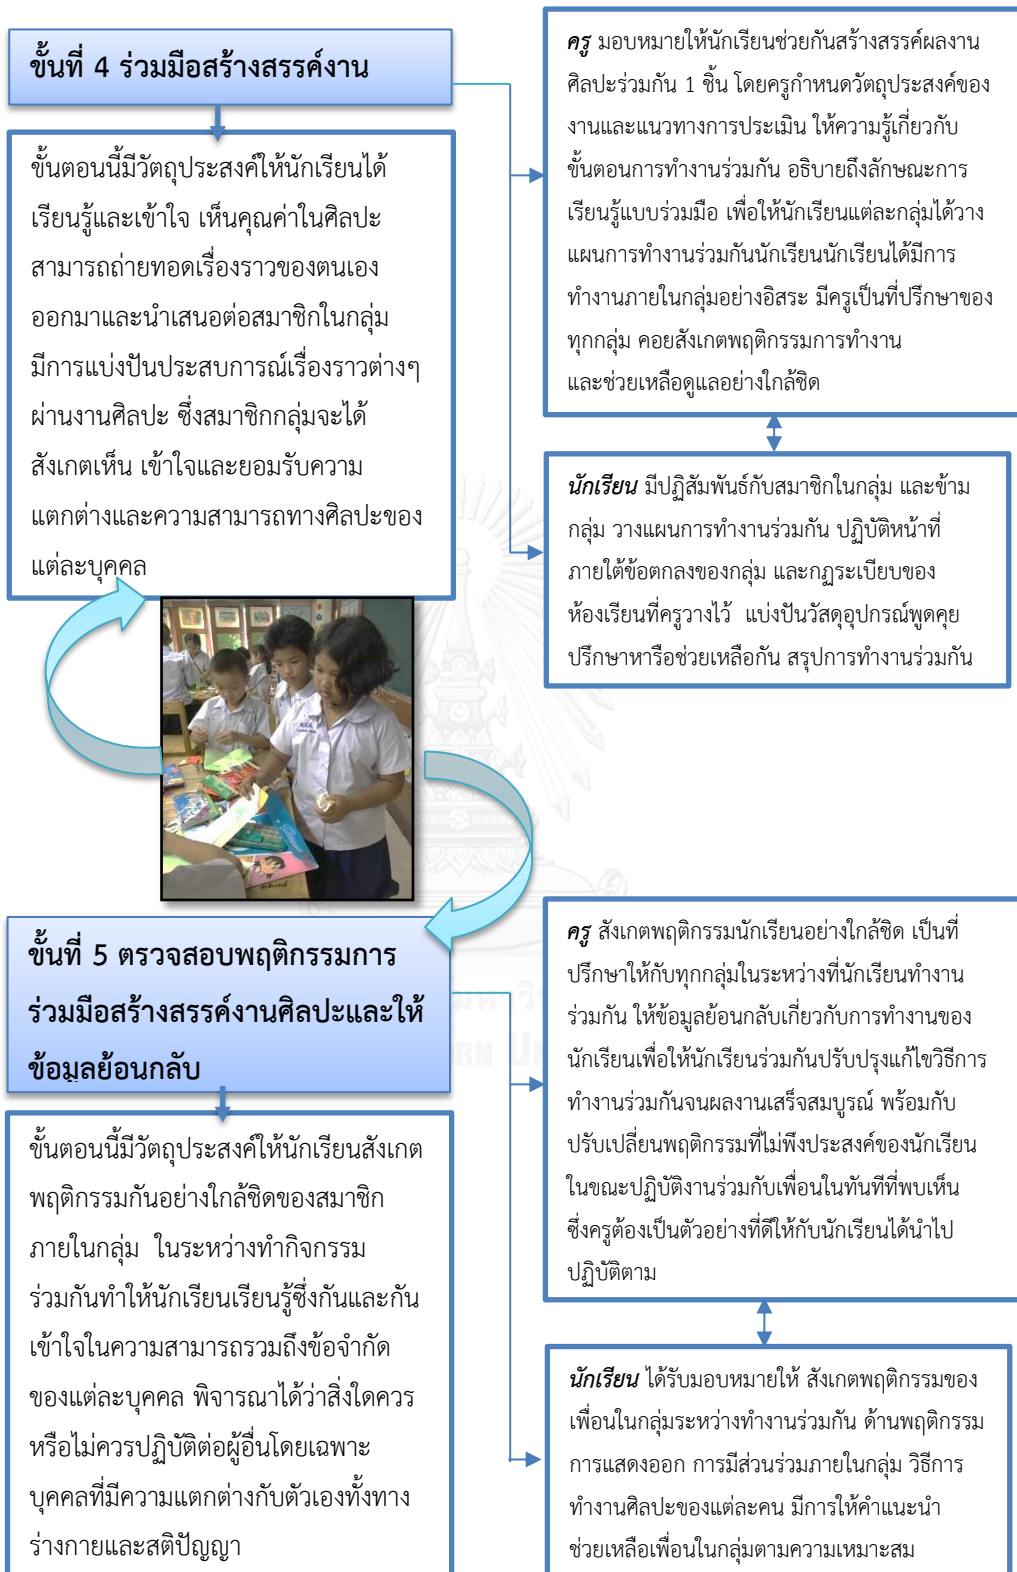 ขั้นที่ 4 ร่วมมือสร้างสรรค์งาน
ขั้นตอนนี้มีวัตถุประสงค์ให้นักเรียนได้
เรียนรู้และเข้าใจ เห็นคุณค่าในศิลปะ
สามารถถ่ายทอดเรื่องราวของตนเอง
ออกมาและนำเสนอต่อสมาชิกในกลุ่ม
มีการแบ่งปันประสบการณ์เรื่องราวต่างๆ
ผ่านงานศิลปะ ซึ่งสมาชิกกลุ่มจะได้
สังเกตเห็น เข้าใจและยอมรับความ
แตกต่างและความสามารถทางศิลปะของ
แต่ละบุคคล
ครู มอบหมายให้นักเรียนช่วยกันสร้างสรรค์ผลงาน
ศิลปะร่วมกัน 1 ชิ้น โดยครูกำหนดวัตถุประสงค์ของ
งานและแนวทางการประเมิน ให้ความรู้เกี่ยวกับ
ขั้นตอนการทำงานร่วมกัน อธิบายถึงลักษณะการ
เรียนรู้แบบร่วมมือ เพื่อให้นักเรียนแต่ละกลุ่มได้วาง
แผนการทำงานร่วมกันนักเรียนนักเรียนได้มีการ
ทำงานภายในกลุ่มอย่างอิสระ มีครูเป็นที่ปรึกษาของ
ทุกกลุ่ม คอยสังเกตพฤติกรรมการทำงาน
และช่วยเหลือดูแลอย่างใกล้ชิด
นักเรียน มีปฏิสัมพันธ์กับสมาชิกในกลุ่ม และข้าม
กลุ่ม วางแผนการทำงานร่วมกัน ปฏิบัติหน้าที่
ภายใต้ข้อตกลงของกลุ่ม และกฏระเบียบของ
ห้องเรียนที่ครูวางไว้ แบ่งปันวัสดุอุปกรณ์พูดคุย
ปรึกษาหารือช่วยเหลือกัน สรุปการทำงานร่วมกัน
ขั้นที่ 5 ตรวจสอบพฤติกรรมการ
ร่วมมือสร้างสรรค์งานศิลปะและให้
ข้อมูลย้อนกลับ
ขั้นตอนนี้มีวัตถุประสงค์ให้นักเรียนสังเกต
พฤติกรรมกันอย่างใกล้ชิดของสมาชิก
ภายในกลุ่ม ในระหว่างทำกิจกรรม
ร่วมกันทำให้นักเรียนเรียนรู้ซึ่งกันและกัน
เข้าใจในความสามารถรวมถึงข้อจำกัด
ของแต่ละบุคคล พิจารณาได้ว่าสิ่งใดควร
หรือไม่ควรปฏิบัติต่อผู้อื่นโดยเฉพาะ
บุคคลที่มีความแตกต่างกับตัวเองทั้งทาง
ร่างกายและสติปัญญา
ครู สังเกตพฤติกรรมนักเรียนอย่างใกล้ชิด เป็นที่
ปรึกษาให้กับทุกกลุ่มในระหว่างที่นักเรียนทำงาน
ร่วมกัน ให้ข้อมูลย้อนกลับเกี่ยวกับการทำงานของ
นักเรียนเพื่อให้นักเรียนร่วมกันปรับปรุงแก้ไขวิธีการ
ทำงานร่วมกันจนผลงานเสร็จสมบูรณ์ พร้อมกับ
ปรับเปลี่ยนพฤติกรรมที่ไม่พึงประสงค์ของนักเรียน
ในขณะปฏิบัติงานร่วมกับเพื่อนในทันทีที่พบเห็น
ซึ่งครูต้องเป็นตัวอย่างที่ดีให้กับนักเรียนได้นำไป
ปฏิบัติตาม
นักเรียน ได้รับมอบหมายให้ สังเกตพฤติกรรมของ
เพื่อนในกลุ่มระหว่างทำงานร่วมกัน ด้านพฤติกรรม
การแสดงออก การมีส่วนร่วมภายในกลุ่ม วิธีการ
ทำงานศิลปะของแต่ละคน มีการให้คำแนะนำ
ช่วยเหลือเพื่อนในกลุ่มตามความเหมาะสม